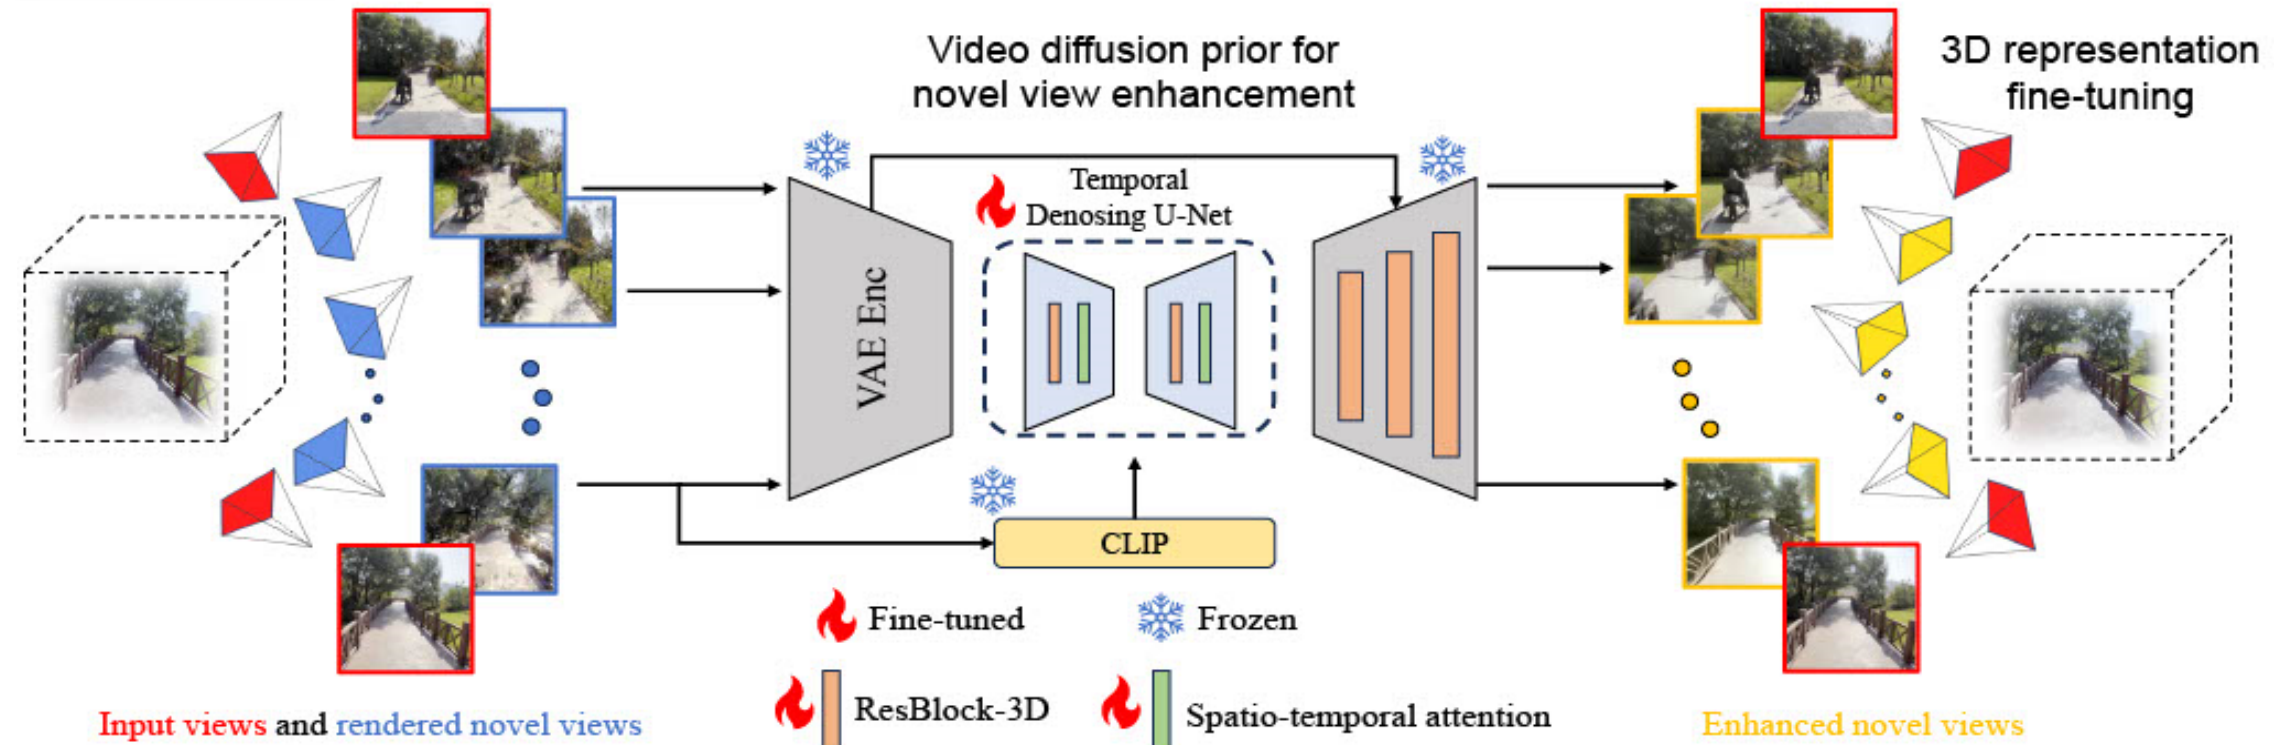 Video diffusion prior for
novel view enhancement
3D representation
fine-tuning
Temporal
Denosing U-Net
VAE Enc
CLIP
Fine-tuned
Frozen
ResBlock-3D
Spatio-temporal attention
Input views and rendered novel views
Enhanced novel views